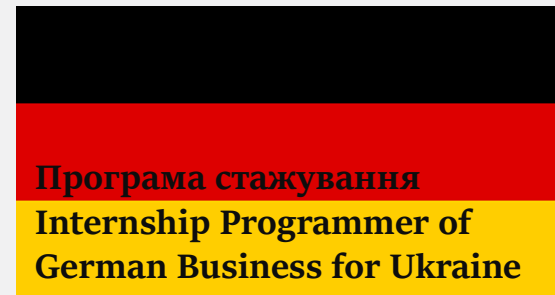 Програма стажування
Internship Programmer of
German Business for Ukraine